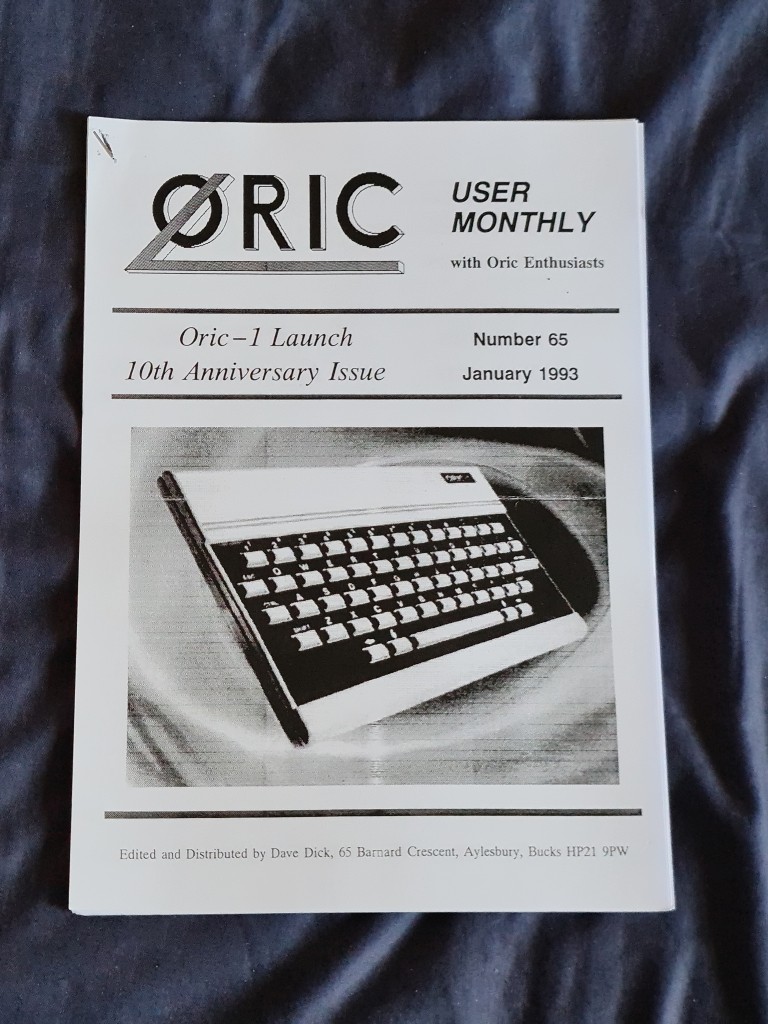 ORIC
USER
MONTHLY
with Oric Enthusiasts
Oric-1 Launch
10th Anniversary Issue
Number 65
January 1993
Edited and Distributed by Dave Dick, 65 Barnard Crescent, Aylesbury, Bucks HP21 9PW